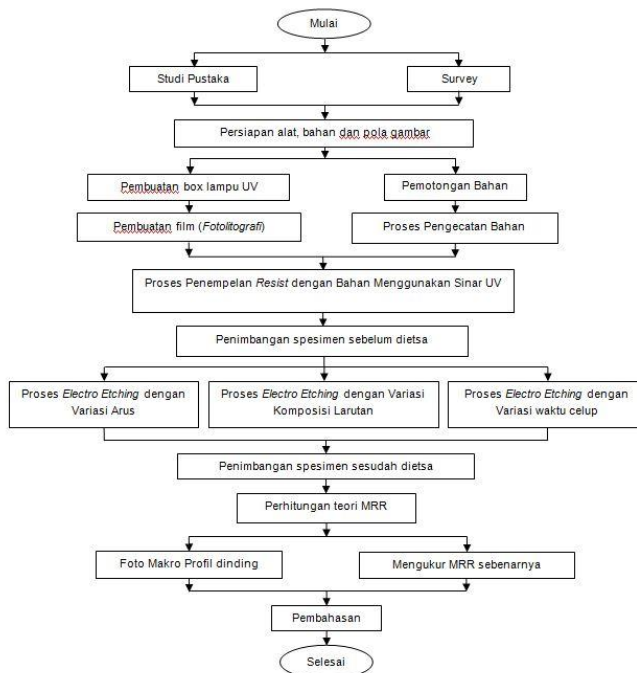 Mulai
Studi Pustaka
Survey
Persiapan alat, bahan dan pola gambar
Pembuatan box lampu UV
Pemotongan Bahan
Pembuatan film (Fotolitografi)
Proses Pengecatan Bahan
Proses Penempelan Resist dengan Bahan Menggunakan Sinar UV
Penimbangan spesimen sebelum dietsa
Proses Electro Etching dengan
Variasi Arus
Proses Electro Etching dengan Variasi
Komposisi Larutan
Proses Electro Etching dengan
Variasi waktu celup
Penimbangan spesimen sesudah dietsa
Perhitungan teori MRR
Foto Makro Profil dinding
Mengukur MRR sebenarnya
Pembahasan
Selesai